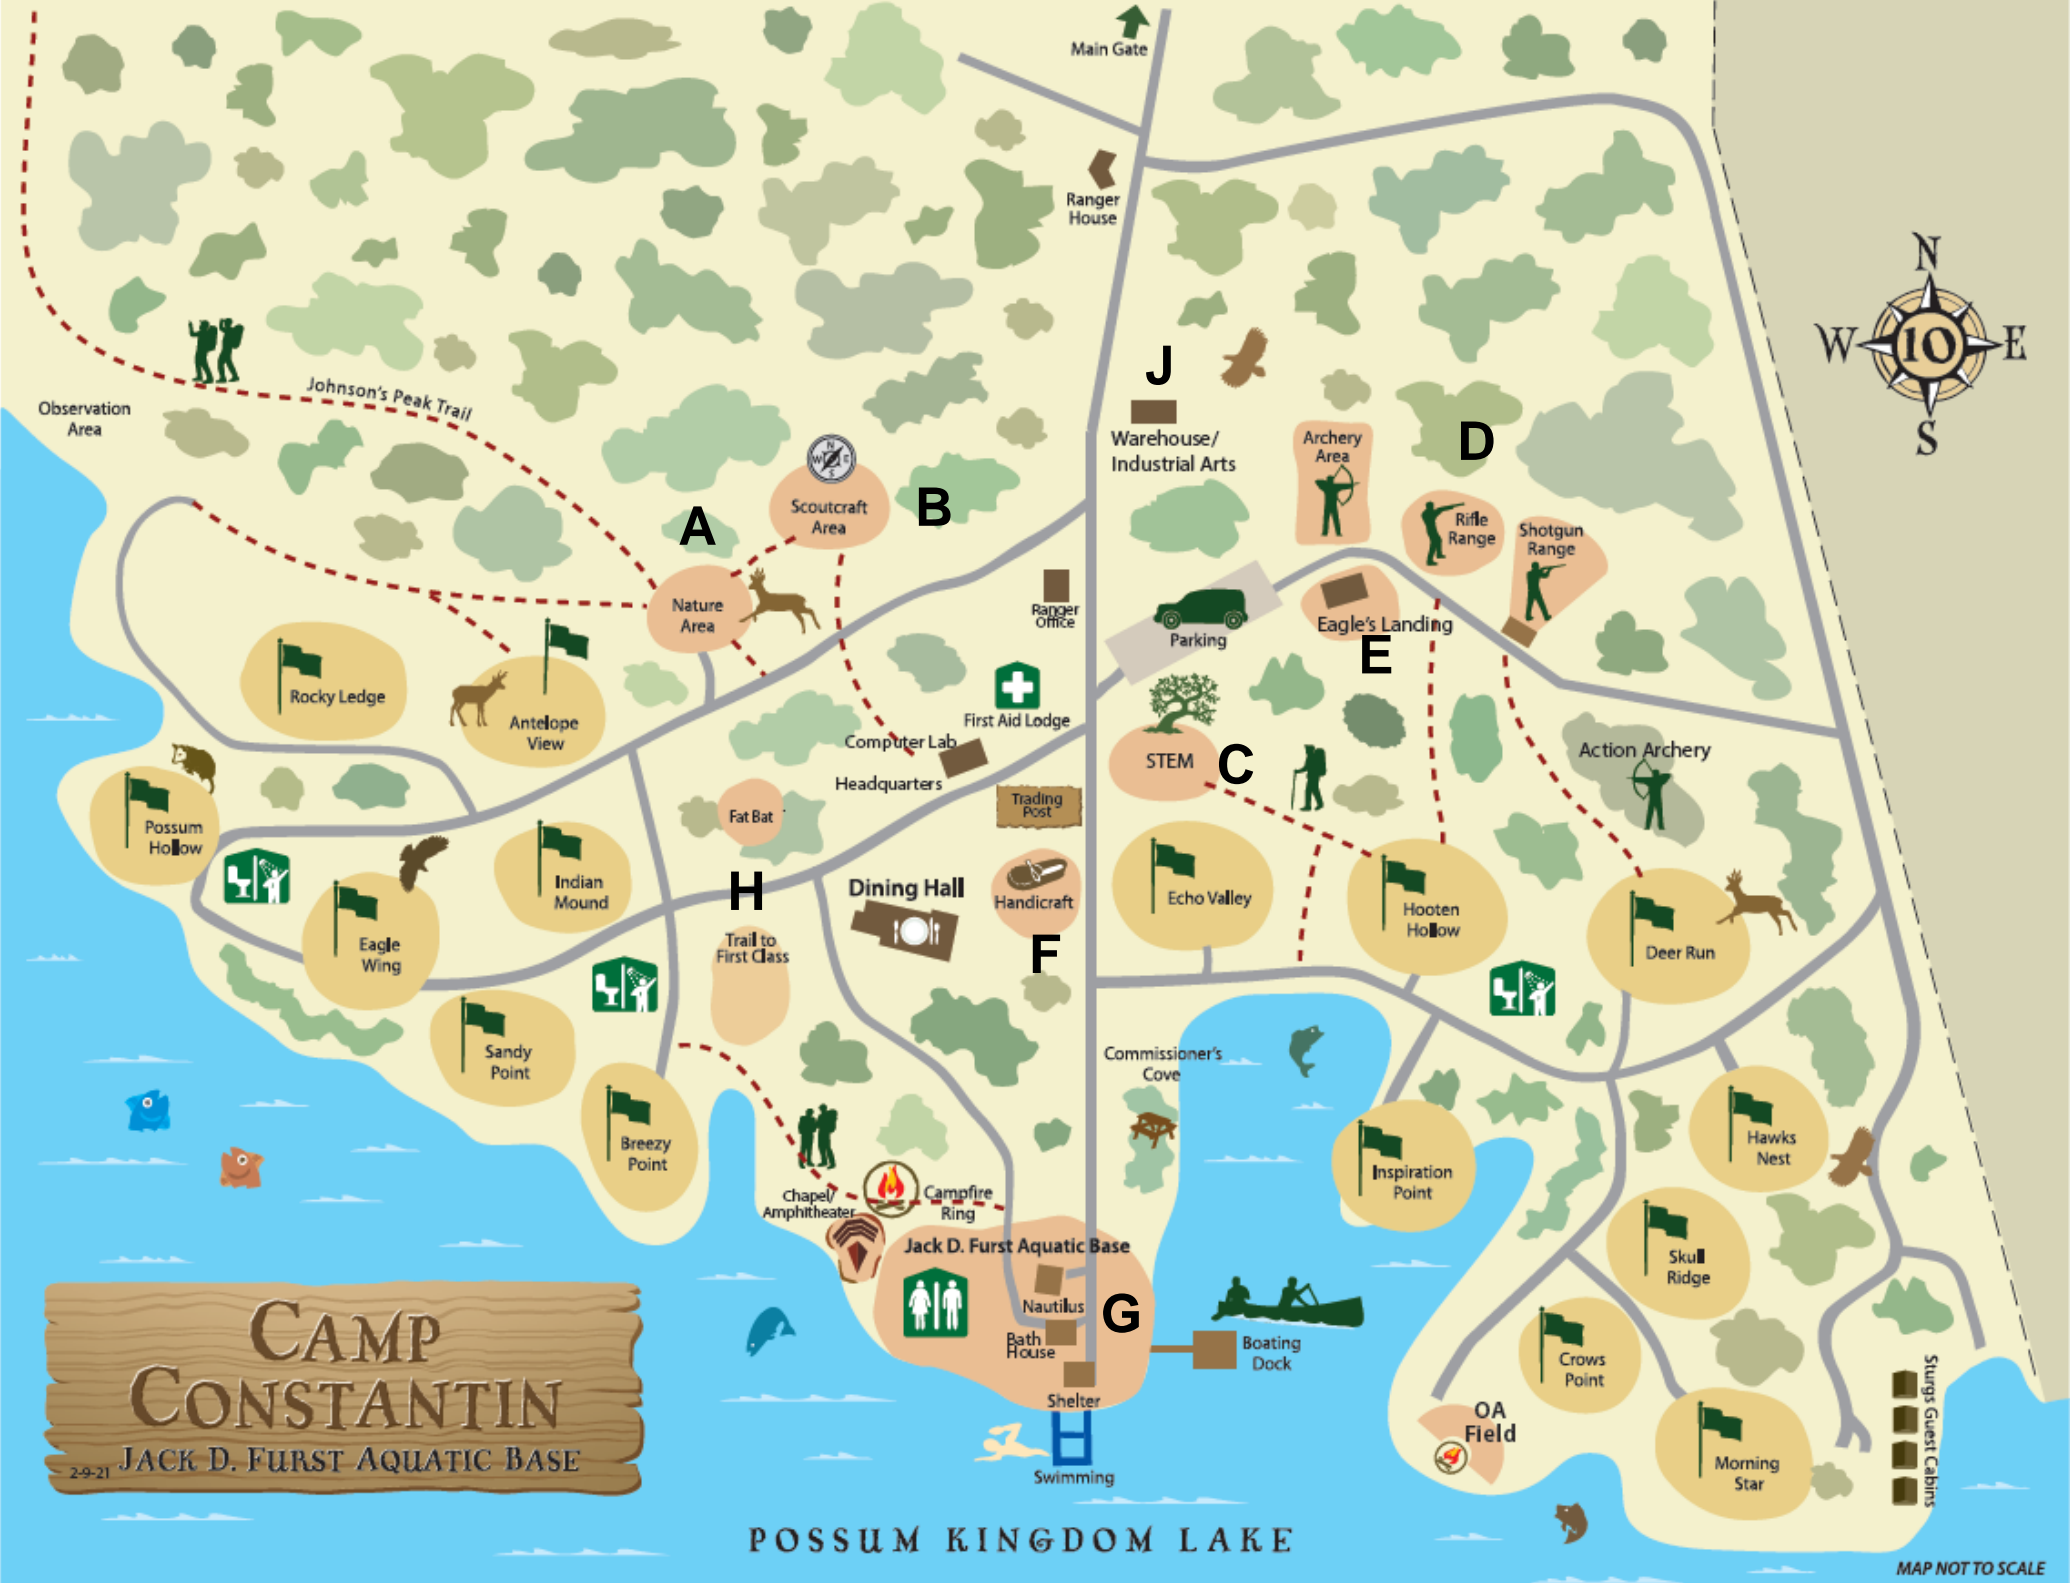 Main Gate
Ranger
House
N
W
10
E
S
Johnson's Peak Trail
Observation
Area
J
Warehouse/
Industrial Arts
Archery
Area
D
N
W
E
S
Scoutcraft
Area
B
A
Rifle
Range
Shotgun
Range
Nature
Area
Ranger
Office
Parking
Eagle's Landing
E
Rocky Ledge
Antelope
View
First Aid Lodge
Computer Lab
Headquarters
STEM
C
Action Archery
Trading
Post
Fat Bat
Possum
Hollow
Indian
Mound
H
Dining Hall
Handicraft
Echo Valley
Hooten
Hollow
Deer Run
Eagle
Wing
Trail to
First Class
F
Sandy
Point
Commissioner's
Cove
Breezy
Point
Inspiration
Point
Hawks
Nest
Chapel/
Amphitheater
Campfire
Ring
Jack D. Furst Aquatic Base
Skull
Ridge
Nautilus
G
Bath
House
Boating
Dock
Shelter
Crows
Point
Swimming
OA
Field
Morning
Star
Sturgs Guest Cabins
CAMP
CONSTANTIN
JACK D. FURST AQUATIC BASE
2-9-21
POSSUM KINGDOM LAKE
MAP NOT TO SCALE